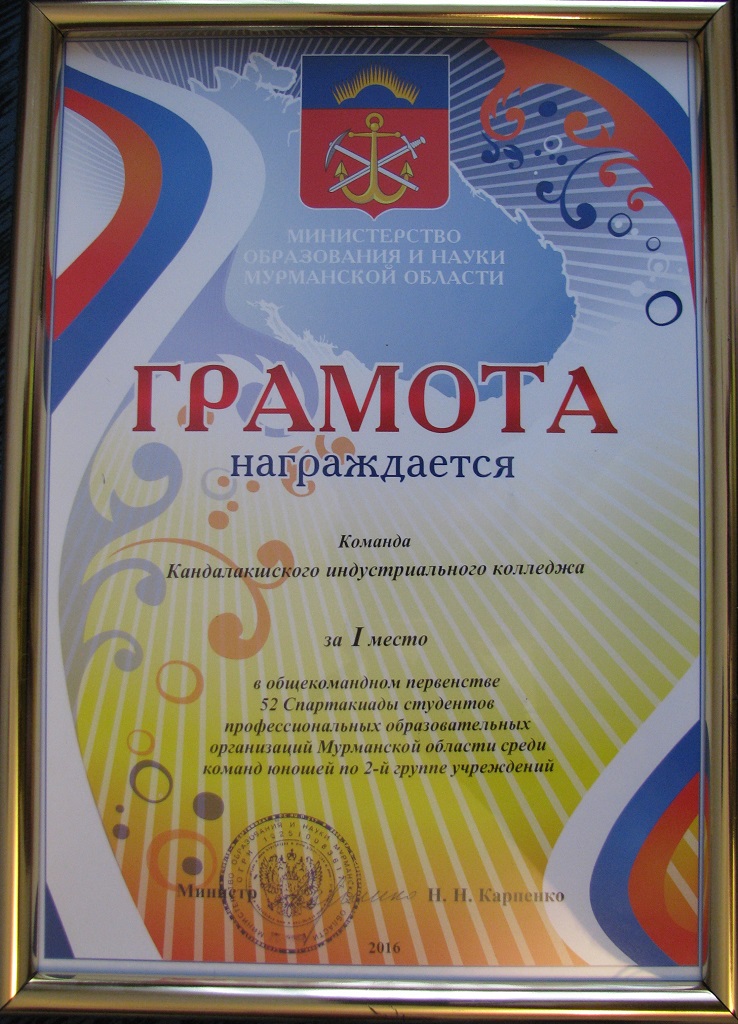 МИНИСТЕРСТВО
ОБРАЗОВАНИЯ И НАУКИ
МУРМАНСКОЙ ОБЛАСТИ
ГРАМОТА
награждается
Команда
Кандалакшского индустриального колледжа
за I место
в общекомандном первенстве
52 Спартакиады студентов
профессиональных образовательных
организаций Мурманской области среди
команд юношей по 2-й группе учреждений
Министр Н. Н. Карпенко
2016